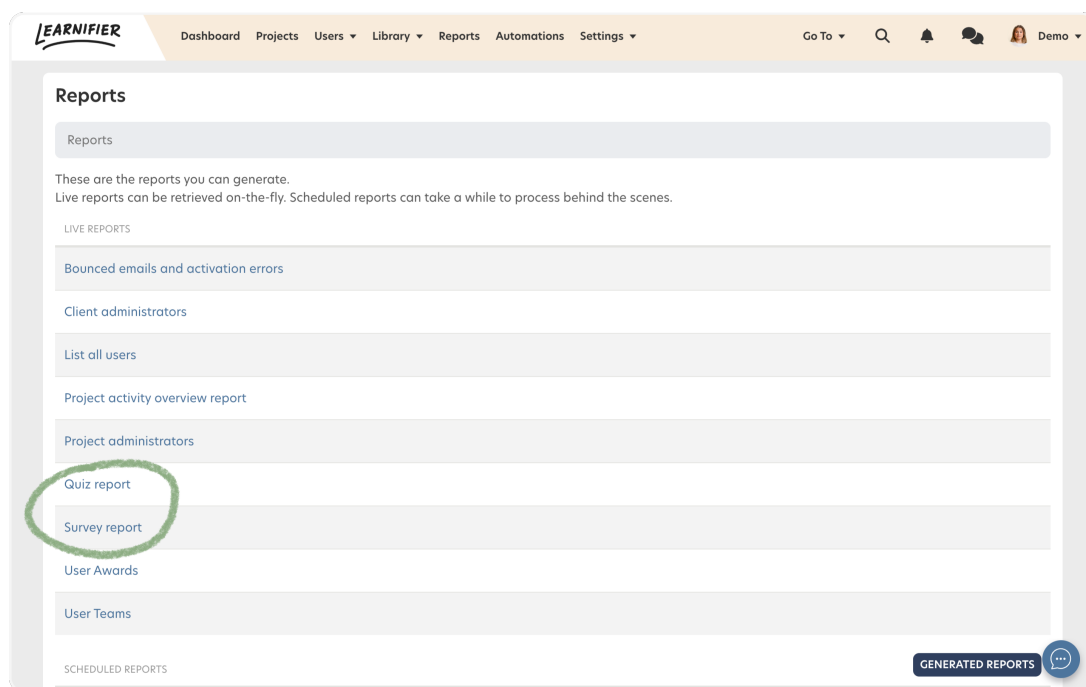 LEARNIFIER
Dashboard Projects Users Library Reports Automations Settings Go To Demo
Reports
Reports
These are the reports you can generate.
Live reports can be retrieved on-the-fly. Scheduled reports can take a while to process behind the scenes.
LIVE REPORTS
Bounced emails and activation errors
Client administrators
List all users
Project activity overview report
Project administrators
Quiz report
Survey report
User Awards
User Teams
SCHEDULED REPORTS GENERATED REPORTS